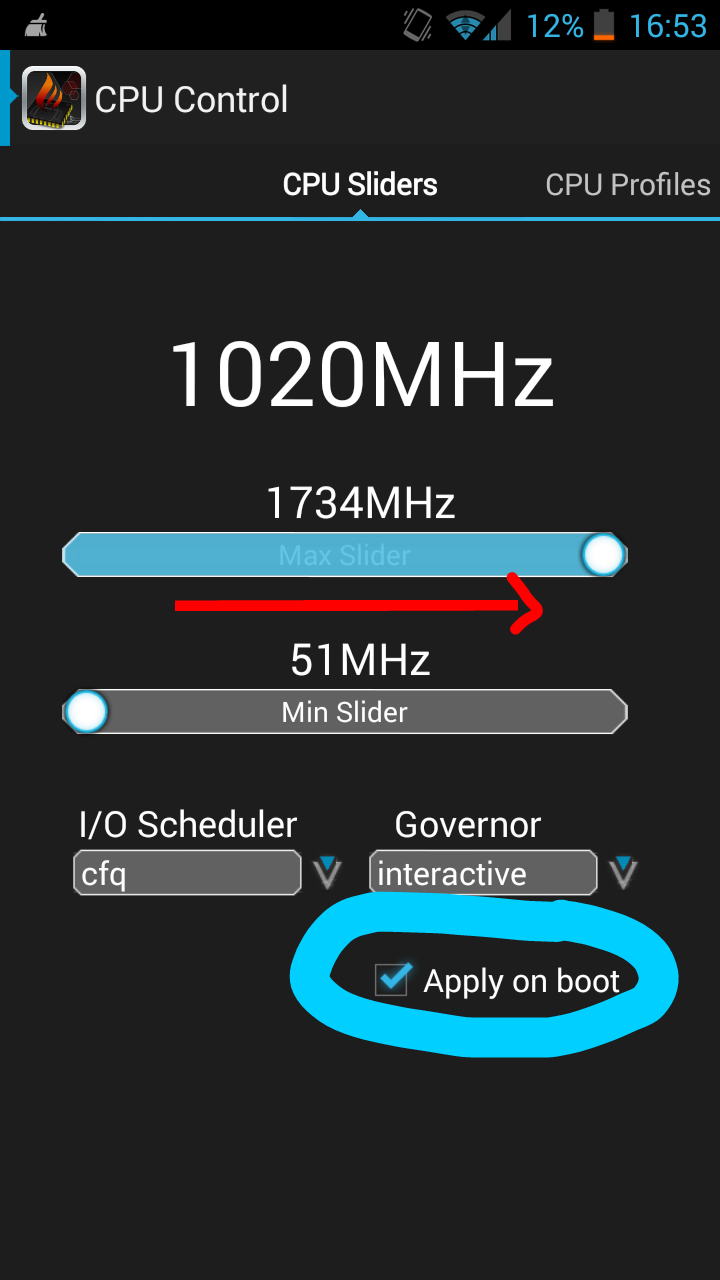 12% 16:53
CPU Control
CPU Sliders CPU Profiles
1020MHz
1734MHz
Max Slider
51MHz
Min Slider
I/O Scheduler Governor
cfq interactive
Apply on boot